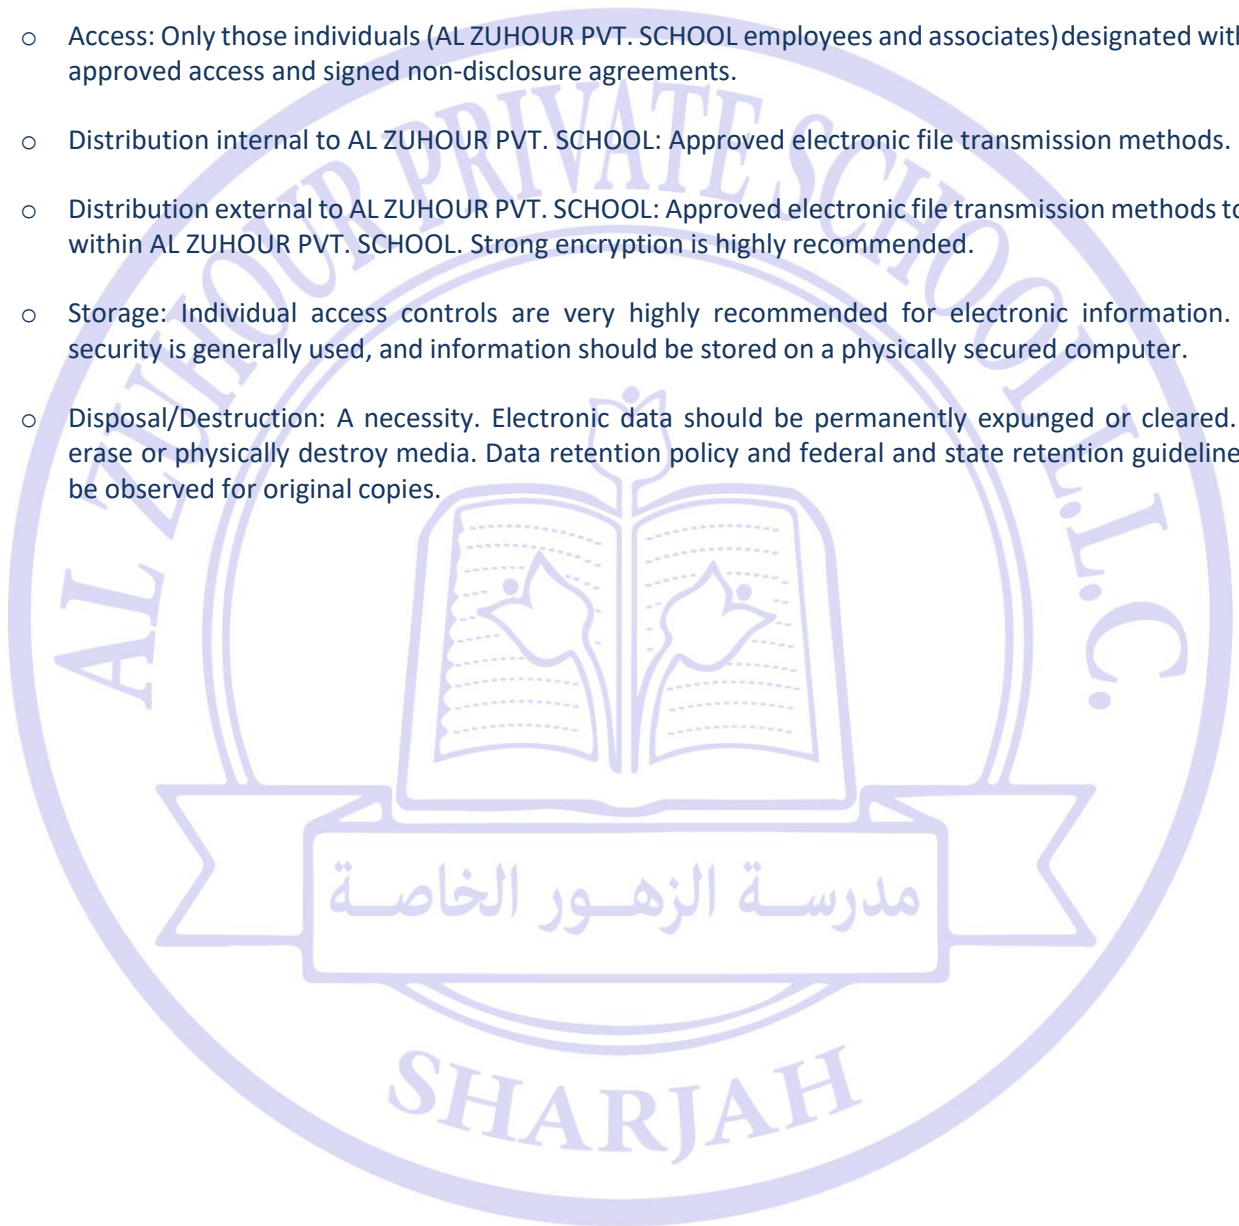 o Access: Only those individuals (AL ZUHOUR PVT. SCHOOL employees and associates)designated with
approved access and signed non-disclosure agreements.
o Distribution internal to AL ZUHOUR PVT. SCHOOL: Approved electronic file transmission methods.
o Distribution external to AL ZUHOUR PVT. SCHOOL: Approved electronic file transmission methods to
within AL ZUHOUR PVT. SCHOOL. Strong encryption is highly recommended.
o Storage: Individual access controls are very highly recommended for electronic information.
security is generally used, and information should be stored on a physically secured computer.
o Disposal/Destruction: A necessity. Electronic data should be permanently expunged or cleared.
erase or physically destroy media. Data retention policy and federal and state retention guideline
be observed for original copies.
AL ZUHOUR PRIVATE SCHOOL L.L.C.
مدرســة الزهــور الخاصــة
SHARJAH